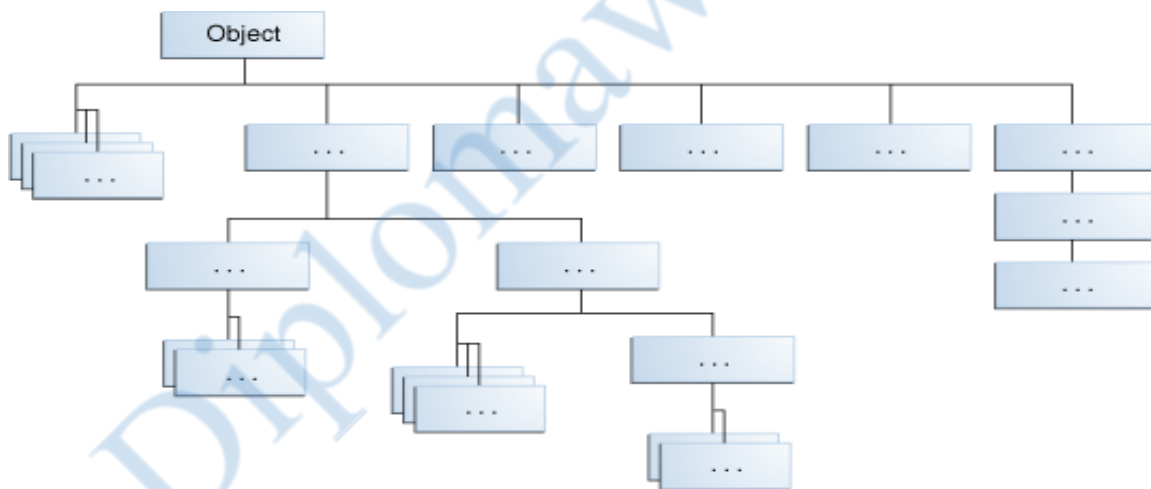 Object
. . .
. . .
. . .
. . .
. . .
. . .
. . .
. . .
. . .
. . .
. . .
. . .
. . .
. . .
Diplomaw